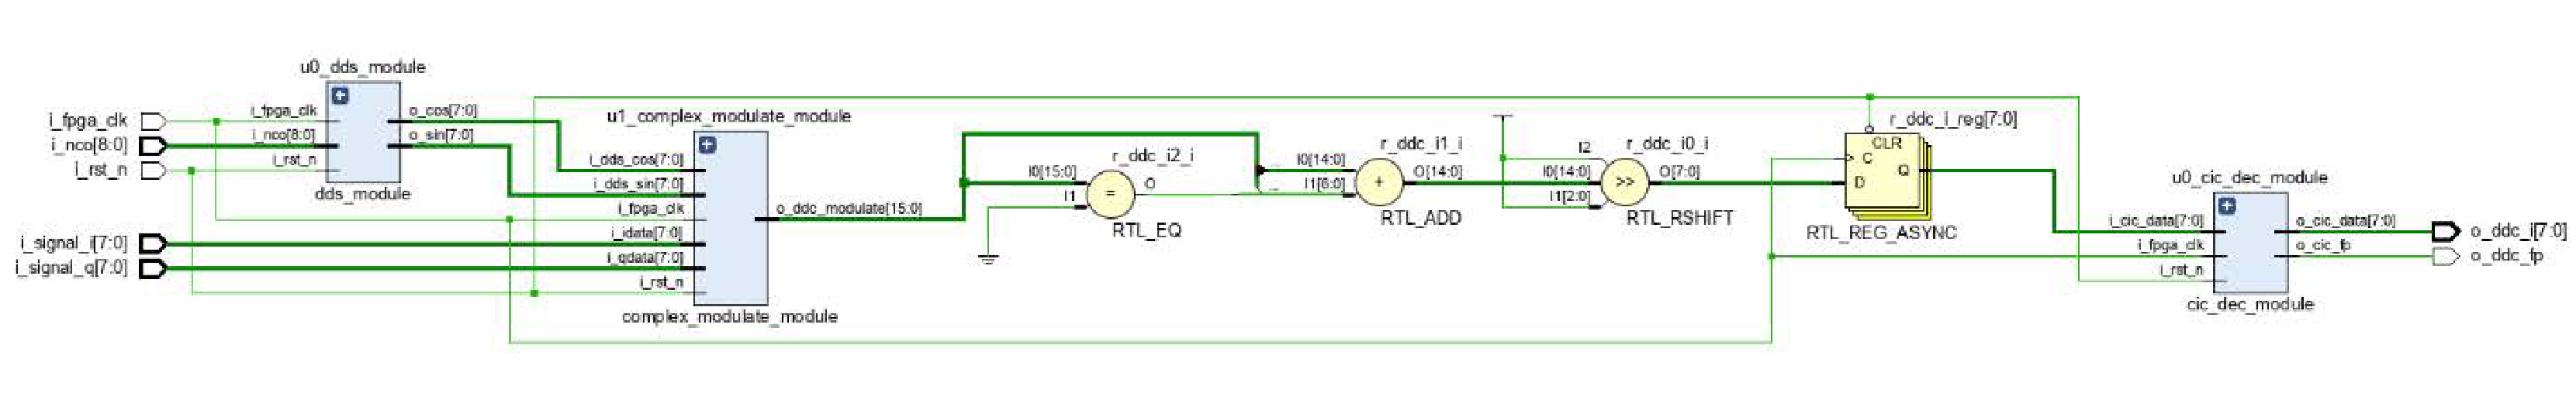 u0_dds_module
i_fpga_clk
i_nco[8:0]
i_rst_n
i_fpga_clk
i_nco[8:0]
i_rst_n
o_cos[7:0]
o_sin[7:0]
dds_module
i_signal_i[7:0]
i_signal_q[7:0]
u1_complex_modulate_module
i_dds_cos[7:0]
i_dds_sin[7:0]
i_fpga_clk
i_idata[7:0]
i_qdata[7:0]
i_rst_n
o_ddc_modulate[15:0]
complex_modulate_module
r_ddc_i2_i
I0[15:0]
I1
=
O
RTL_EQ
r_ddc_i1_i
I0[14:0]
I1[6:0]
+
O[14:0]
RTL_ADD
r_ddc_i0_i
I2
I0[14:0]
I1[2:0]
>>
O[7:0]
RTL_RSHIFT
r_ddc_i_reg[7:0]
CLR
C
D
Q
RTL_REG_ASYNC
u0_cic_dec_module
i_cic_data[7:0]
i_fpga_clk
i_rst_n
o_cic_data[7:0]
o_cic_fp
cic_dec_module
o_ddc_i[7:0]
o_ddc_fp